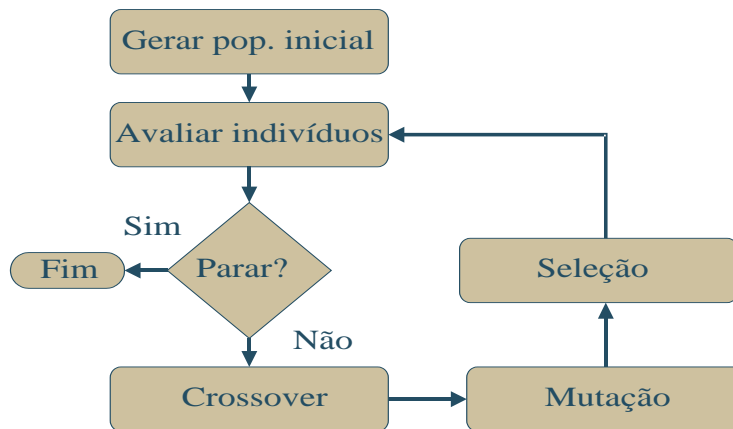 Gerar pop. inicial
Avaliar indivíduos
Sim
Fim
Parar?
Seleção
Não
Crossover
Mutação